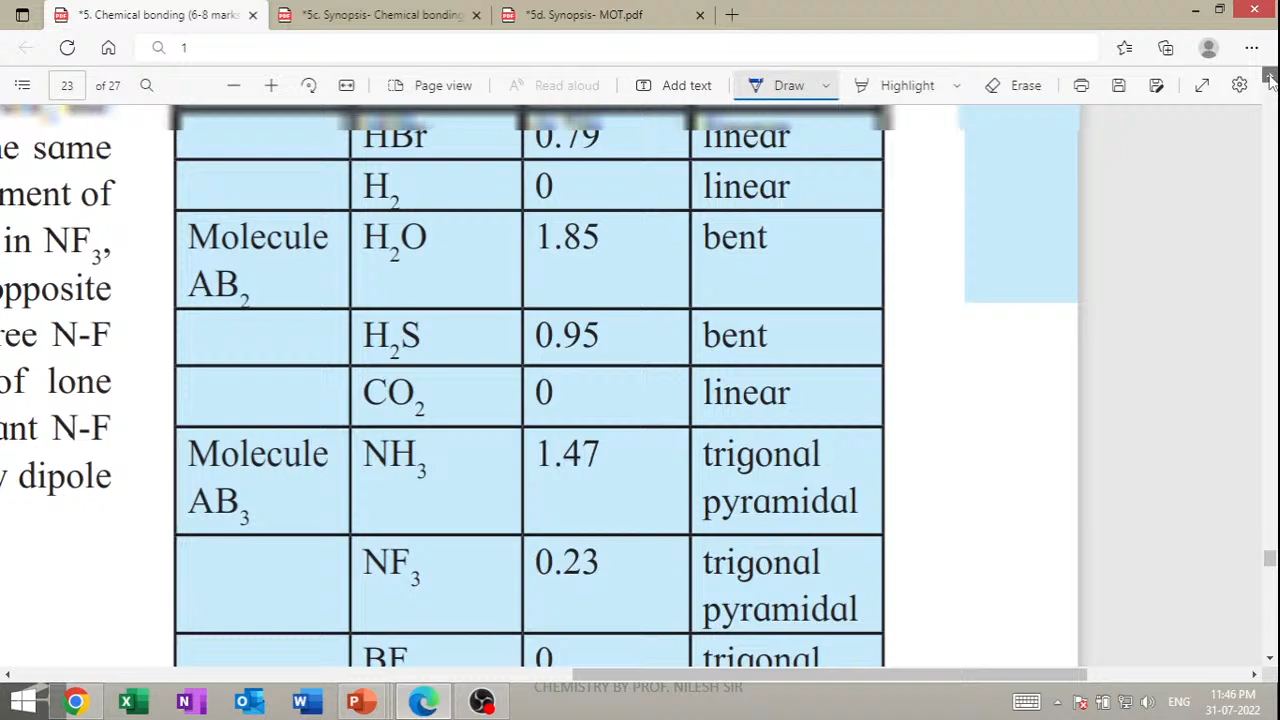 *5. Chemical bonding (6-8 mark
*5c. Synopsis- Chemical bonding
*5d. Synopsis- MOT.pdf
1
23 of 27
Page view
Read aloud
Add text
Draw
Highlight
Erase
he same
ment of
in NF3,
opposite
ree N-F
of lone
ant N-F
y dipole
HBr 0.79 linear
H2 0 linear
Molecule AB2 H2O 1.85 bent
H2S 0.95 bent
CO2 0 linear
Molecule AB3 NH3 1.47 trigonal pyramidal
NF3 0.23 trigonal pyramidal
BF 0 trigonal
CHEMISTRY BY PROF. NILESH SIR
ENG
11:46 PM
31-07-2022